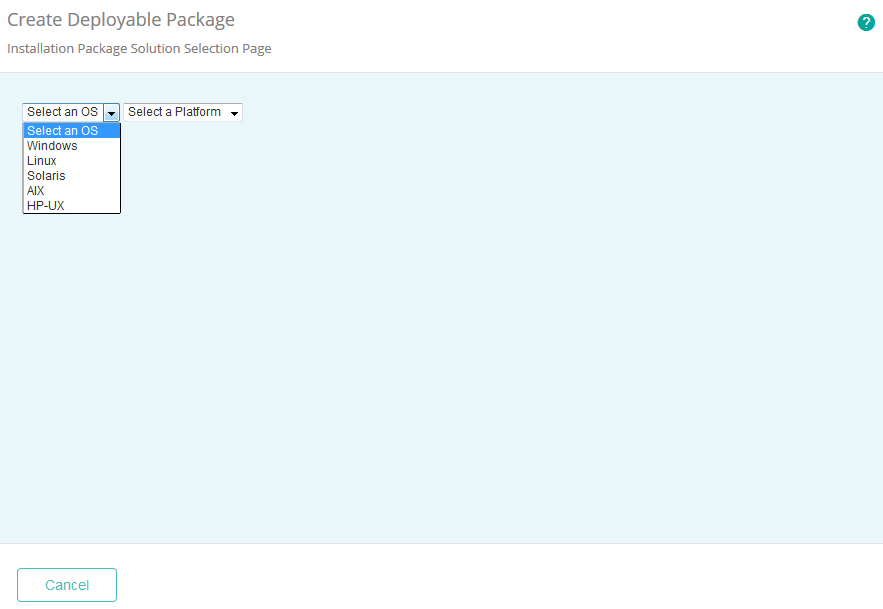 Create Deployable Package
?
Installation Package Solution Selection Page
Select an OS Select a Platform
Select an OS
Windows
Linux
Solaris
AIX
HP-UX
Cancel